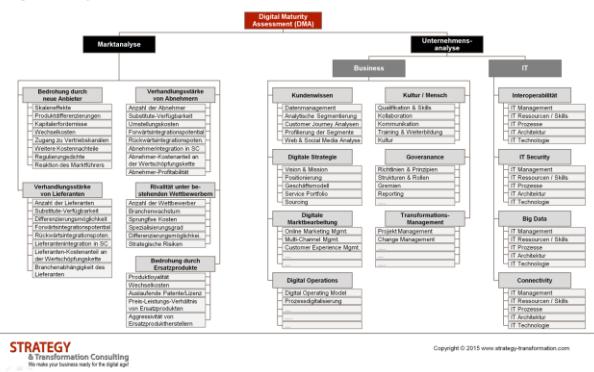 Digital Maturity
Assessment (DMA)
Marktanalyse
Unternehmens-
analyse
Business
IT
Bedrohung durch
neue Anbieter
Skaleneffekte
Produktdifferenzierungen
Kapitalerfordernisse
Wechselkosten
Zugang zu Vertriebskanälen
Weitere Kostennachteile
Regulierungsdichte
Reaktion des Marktführers
Verhandlungsstärke
von Lieferanten
Anzahl der Lieferanten
Substitute-Verfügbarkeit
Differenzierungsmöglichkeit
Forwärtsintegrationspotential
Rückwärtsintegrationspoten.
Lieferantenintegration in SC
Lieferanten-Kostenanteil an
der Wertschöpfungskette
Branchenabhängigkeit des
Lieferanten
Verhandlungsstärke
von Abnehmern
Anzahl der Abnehmer
Substitute-Verfügbarkeit
Umstellungskosten
Forwärtsintegrationspotential
Rückwärtsintegrationspoten.
Abnehmerintegration in SC
Abnehmer-Kostenanteil an
der Wertschöpfungskette
Abnehmer-Profitabilität
Rivalität unter be-
stehenden Wettbewerbern
Anzahl der Wettbewerber
Branchenwachstum
Sprungfixe Kosten
Spezialisierungsgrad
Differenzierungsmöglichkei.
Strategische Risiken
Bedrohung durch
Ersatzprodukte
Produktloyalität
Wechselkosten
Auslaufende Patente/Lizenz
Preis-Leistungs-Verhältnis
von Ersatzprodukten
Aggressivität von
Ersatzproduktherstellern
Kundenwissen
Datenmanagement
Analytische Segmentierung
Customer Journey Analysen
Profilierung der Segmente
Web & Social Media Analyse
Digitale Strategie
Vision & Mission
Positionierung
Geschäftsmodell
Service Portfolio
Sourcing
Digitale
Marktbearbeitung
Online Marketing Mgmt.
Multi-Channel Mgmt.
Customer Experience Mgmt.
...
...
Digital Operations
Digital Operating Model
Prozessdigitalisierung
...
...
...
Kultur / Mensch
Qualifikation & Skills
Kollaboration
Kommunikation
Training & Weiterbildung
Kultur
Goveranance
Richtlinien & Prinzipien
Strukturen & Rollen
Gremien
Reporting
...
Transformations-
Management
Projekt Management
Change Management
...
...
...
Interoperabilität
IT Management
IT Ressourcen / Skills
IT Prozesse
IT Architektur
IT Technologie
IT Security
IT Management
IT Ressourcen / Skills
IT Prozesse
IT Architektur
IT Technologie
Big Data
IT Management
IT Ressourcen / Skills
IT Prozesse
IT Architektur
IT Technologie
Connectivity
IT Management
IT Ressourcen / Skills
IT Prozesse
IT Architektur
IT Technologie
STRATEGY
& Transformation Consulting
We make your business ready for the digital age!
Copyright © 2015 www.strategy-transformation.com